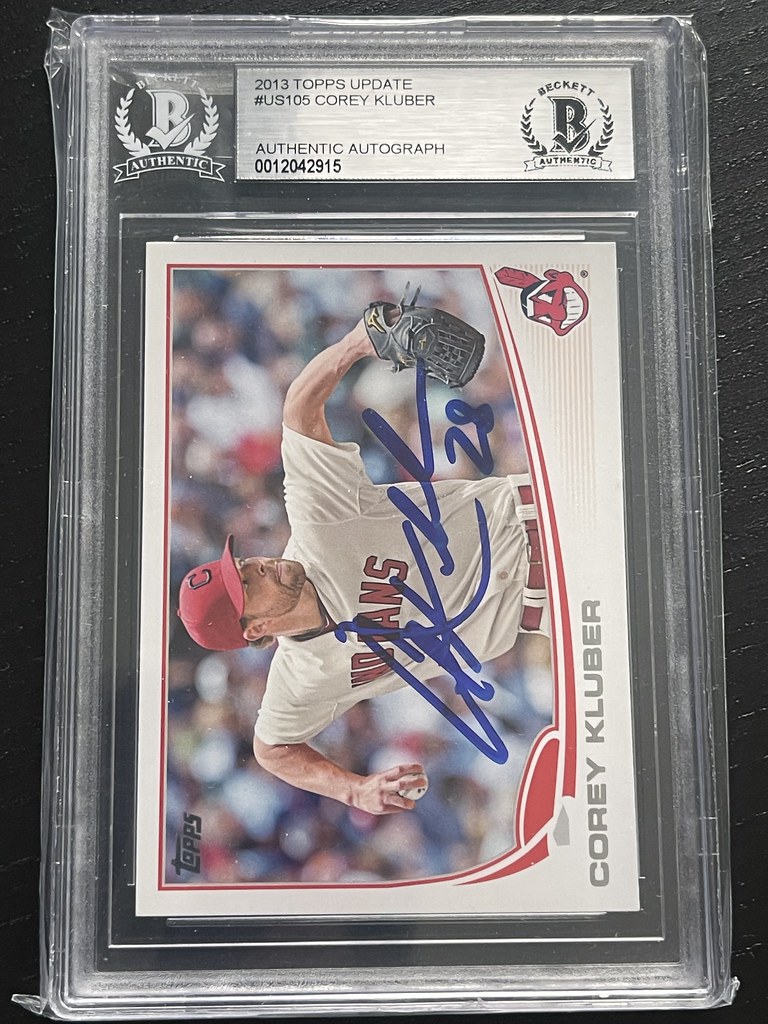 BECKETT
B
AUTHENTIC
2013 TOPPS UPDATE
#US105 COREY KLUBER
AUTHENTIC AUTOGRAPH
0012042915
BECKETT
B
AUTHENTIC
C
INDIANS
28
TOPPS
COREY KLUBER